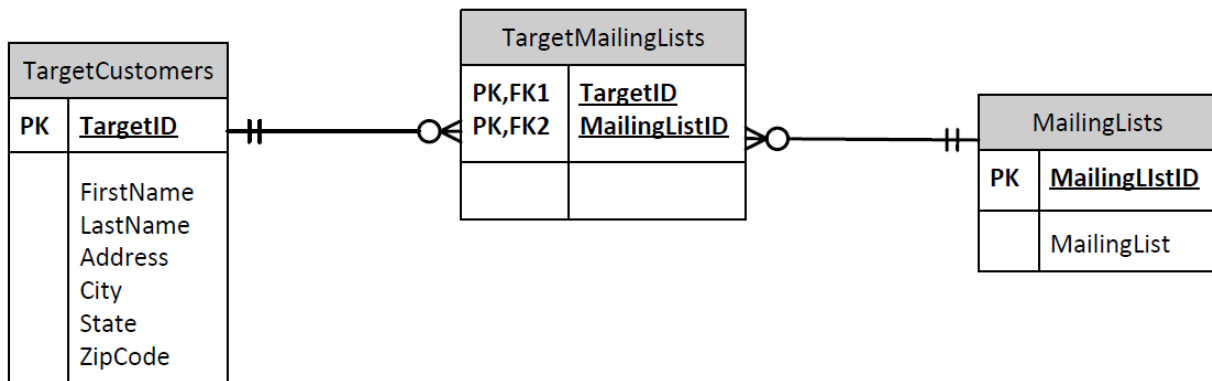 TargetCustomers
PK TargetID
FirstName
LastName
Address
City
State
ZipCode
TargetMailingLists
PK,FK1 TargetID
PK,FK2 MailingListID
MailingLists
PK MailingLIstID
MailingList